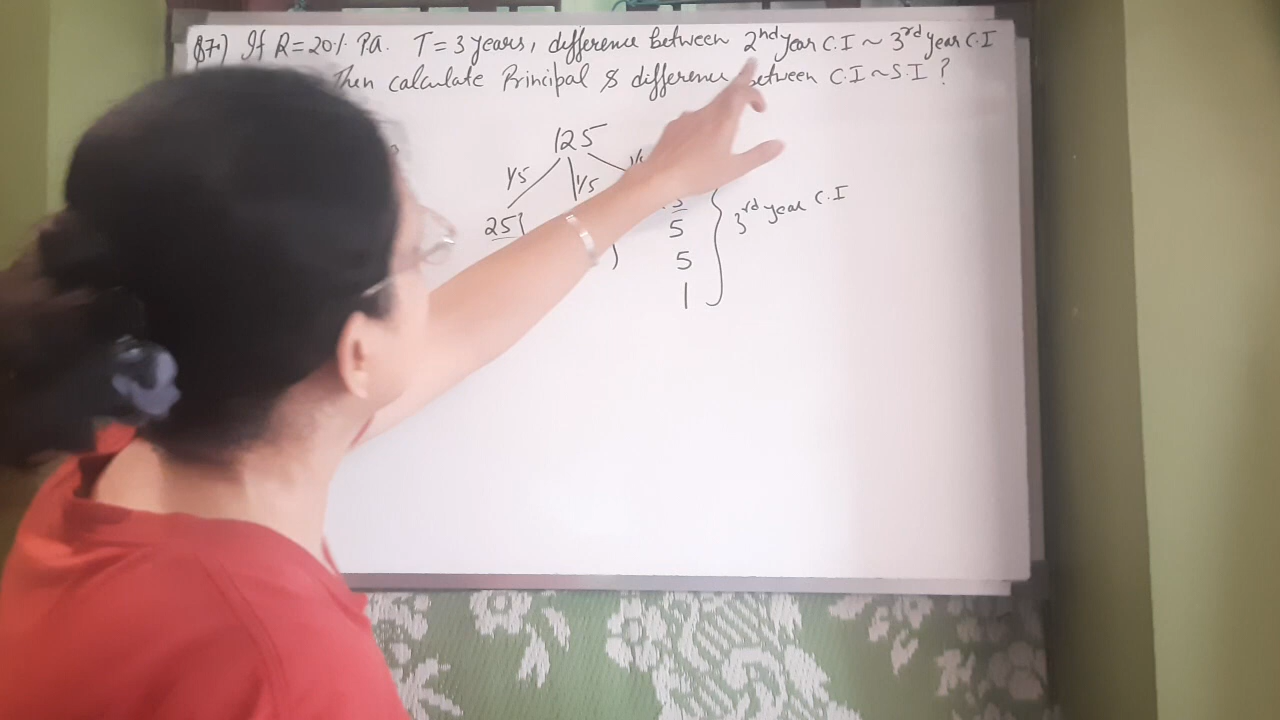 Q7.) If R=20% P.a. T=3 years, difference between 2nd year C.I ~ 3rd year C.I
Then calculate Principal & difference between C.I ~ S.I ?
125
1/5 1/5
25
5
5
1
3rd year C.I